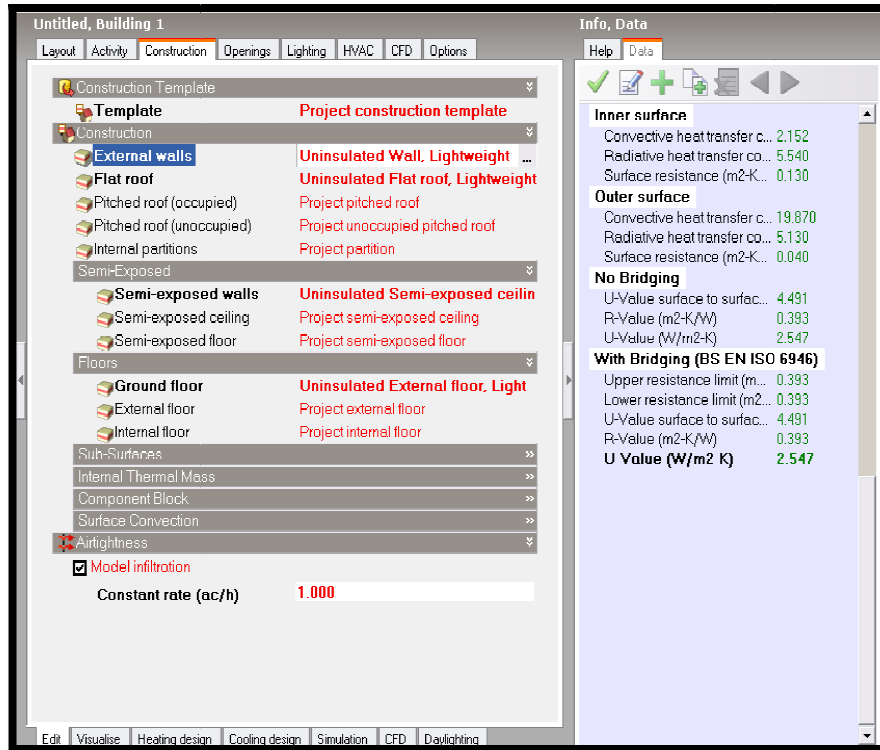 Untitled, Building 1
Layout Activity Construction Openings Lighting HVAC CFD Options
Construction Template
Template Project construction template
Construction
External walls Uninsulated Wall, Lightweight ...
Flat roof Uninsulated Flat roof, Lightweight
Pitched roof (occupied) Project pitched roof
Pitched roof (unoccupied) Project unoccupied pitched roof
Internal partitions Project partition
Semi-Exposed
Semi-exposed walls Uninsulated Semi-exposed ceilin
Semi-exposed ceiling Project semi-exposed ceiling
Semi-exposed floor Project semi-exposed floor
Floors
Ground floor Uninsulated External floor, Light
External floor Project external floor
Internal floor Project internal floor
Sub-Surfaces
Internal Thermal Mass
Component Block
Surface Convection
Airtightness
Model infiltration
Constant rate (ac/h) 1.000
Edit Visualise Heating design Cooling design Simulation CFD Daylighting
Info, Data
Help Data
Inner surface
Convective heat transfer c... 2.152
Radiative heat transfer co... 5.540
Surface resistance (m2-K... 0.130
Outer surface
Convective heat transfer c... 19.870
Radiative heat transfer co... 5.130
Surface resistance (m2-K... 0.040
No Bridging
U-Value surface to surfac... 4.491
R-Value (m2-K/W) 0.393
U-Value (W/m2-K) 2.547
With Bridging (BS EN ISO 6946)
Upper resistance limit (m... 0.393
Lower resistance limit (m2... 0.393
U-Value surface to surfac... 4.491
R-Value (m2-K/W) 0.393
U Value (W/m2 K) 2.547